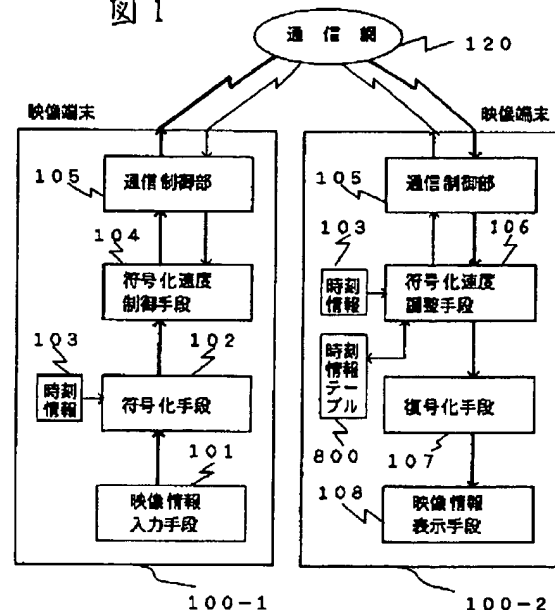 図1
通信網
120
映像端末
映像端末
105
通信制御部
105
通信制御部
104
103
106
符号化速度
制御手段
時刻
情報
符号化速度
調整手段
103
102
時刻
情報
符号化手段
時刻
情報
テー
ブル
復号化手段
101
800
107
映像情報
入力手段
108
映像情報
表示手段
100-1
100-2